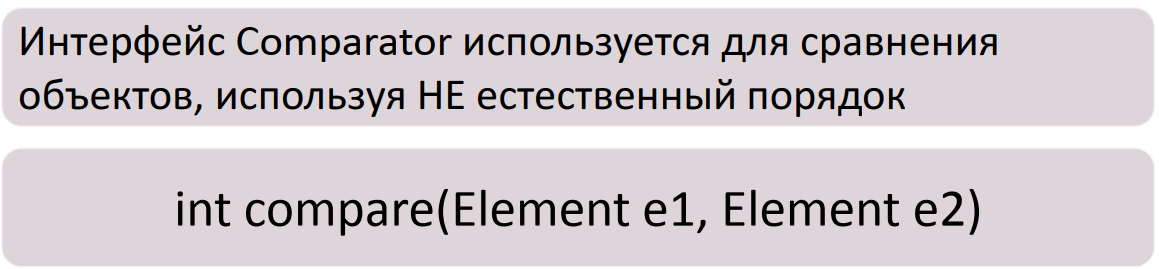 Интерфейс Comparator используется для сравнения
объектов, используя НЕ естественный порядок
int compare(Element e1, Element e2)